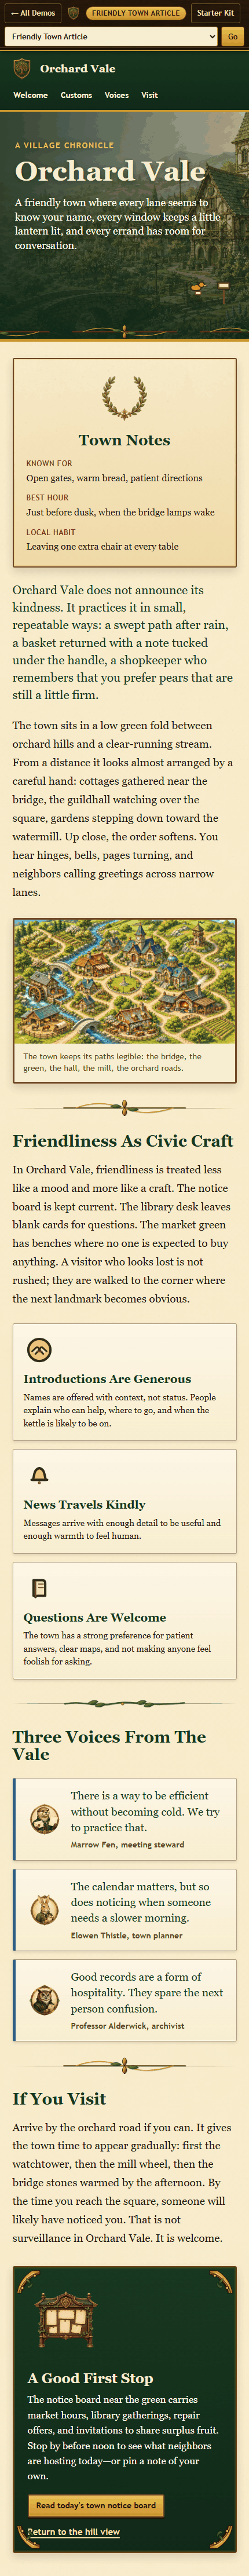 ← All Demos
FRIENDLY TOWN ARTICLE
Starter Kit
Friendly Town Article
Go
Orchard Vale
Welcome
Customs
Voices
Visit
A VILLAGE CHRONICLE
Orchard Vale
A friendly town where every lane seems to
know your name, every window keeps a little
lantern lit, and every errand has room for
conversation.
Town Notes
KNOWN FOR
Open gates, warm bread, patient directions
BEST HOUR
Just before dusk, when the bridge lamps wake
LOCAL HABIT
Leaving one extra chair at every table
Orchard Vale does not announce its
kindness. It practices it in small,
repeatable ways: a swept path after rain,
a basket returned with a note tucked
under the handle, a shopkeeper who
remembers that you prefer pears that are
still a little firm.
The town sits in a low green fold between
orchard hills and a clear-running stream.
From a distance it looks almost arranged by a
careful hand: cottages gathered near the
bridge, the guildhall watching over the
square, gardens stepping down toward the
watermill. Up close, the order softens. You
hear hinges, bells, pages turning, and
neighbors calling greetings across narrow
lanes.
The town keeps its paths legible: the bridge, the
green, the hall, the mill, the orchard roads.
Friendliness As Civic Craft
In Orchard Vale, friendliness is treated less
like a mood and more like a craft. The notice
board is kept current. The library desk leaves
blank cards for questions. The market green
has benches where no one is expected to buy
anything. A visitor who looks lost is not
rushed; they are walked to the corner where
the next landmark becomes obvious.
Introductions Are Generous
Names are offered with context, not status. People
explain who can help, where to go, and when the
kettle is likely to be on.
News Travels Kindly
Messages arrive with enough detail to be useful and
enough warmth to feel human.
Questions Are Welcome
The town has a strong preference for patient
answers, clear maps, and not making anyone feel
foolish for asking.
Three Voices From The
Vale
There is a way to be efficient
without becoming cold. We try
to practice that.
Marrow Fen, meeting steward
The calendar matters, but so
does noticing when someone
needs a slower morning.
Elowen Thistle, town planner
Good records are a form of
hospitality. They spare the next
person confusion.
Professor Alderwick, archivist
If You Visit
Arrive by the orchard road if you can. It gives
the town time to appear gradually: first the
watchtower, then the mill wheel, then the
bridge stones warmed by the afternoon. By
the time you reach the square, someone will
likely have noticed you. That is not
surveillance in Orchard Vale. It is welcome.
A Good First Stop
The notice board near the green carries
market hours, library gatherings, repair
offers, and invitations to share surplus fruit.
Stop by before noon to see what neighbors
are hosting today—or pin a note of your
own.
Read today's town notice board
Return to the hill view